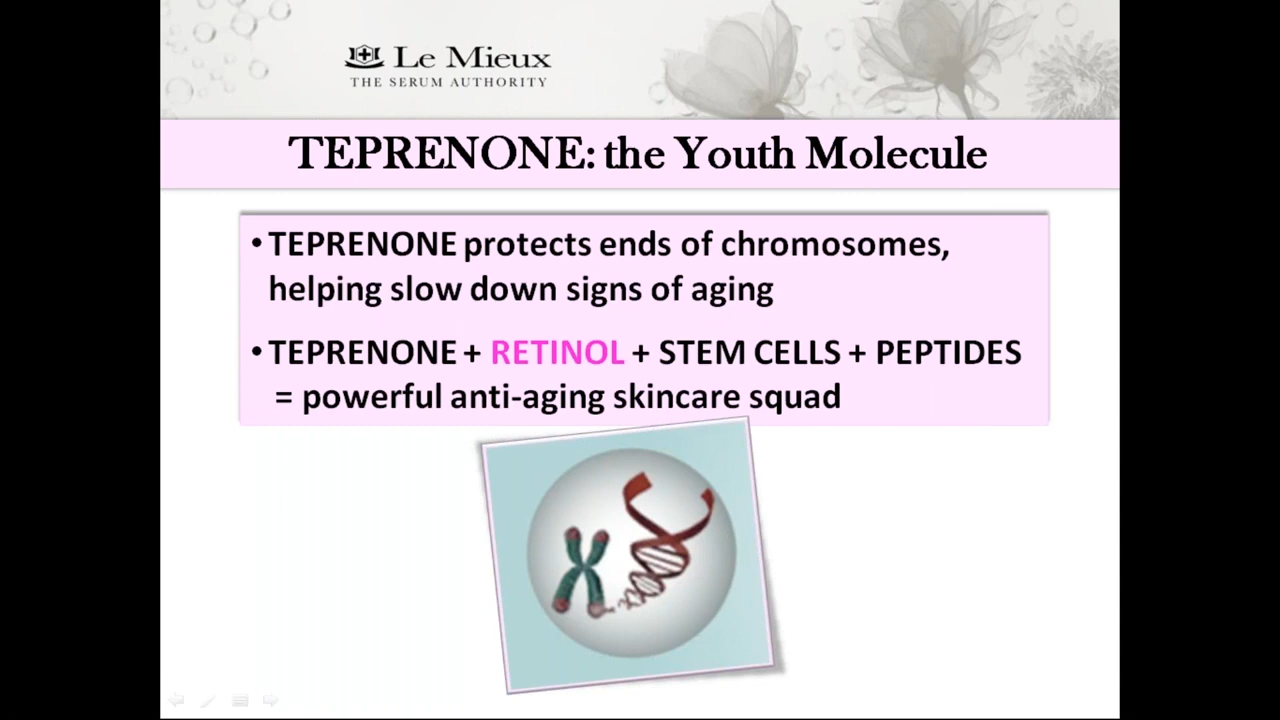 Le Mieux
THE SERUM AUTHORITY
TEPRENONE: the Youth Molecule
• TEPRENONE protects ends of chromosomes,
helping slow down signs of aging
• TEPRENONE + RETINOL + STEM CELLS + PEPTIDES
= powerful anti-aging skincare squad